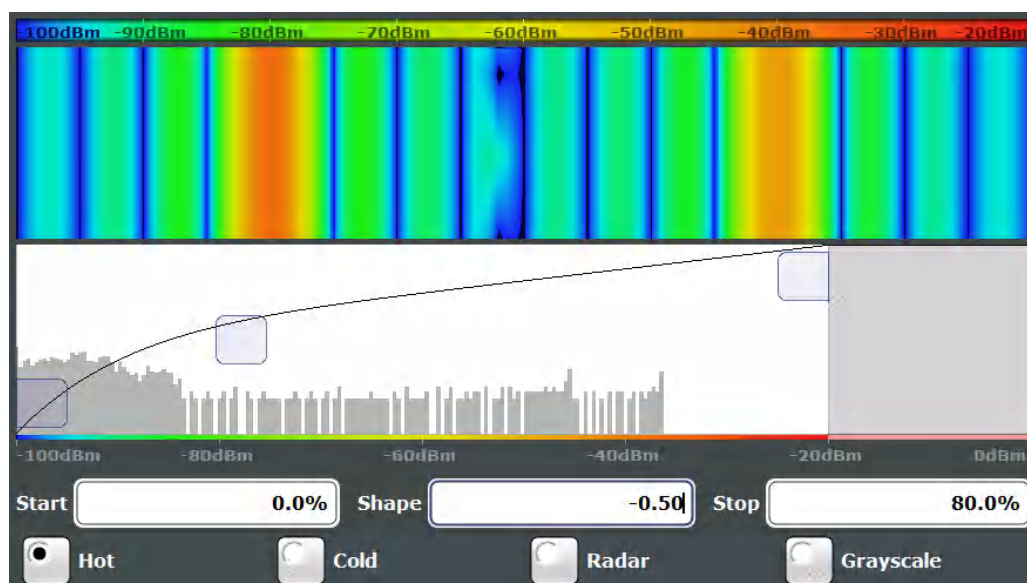 -100dBm -90dBm -80dBm -70dBm -60dBm -50dBm -40dBm -30dBm -20dBm
-100dBm -80dBm -60dBm -40dBm -20dBm 0dBm
Start 0.0% Shape -0.50 Stop 80.0%
Hot Cold Radar Grayscale